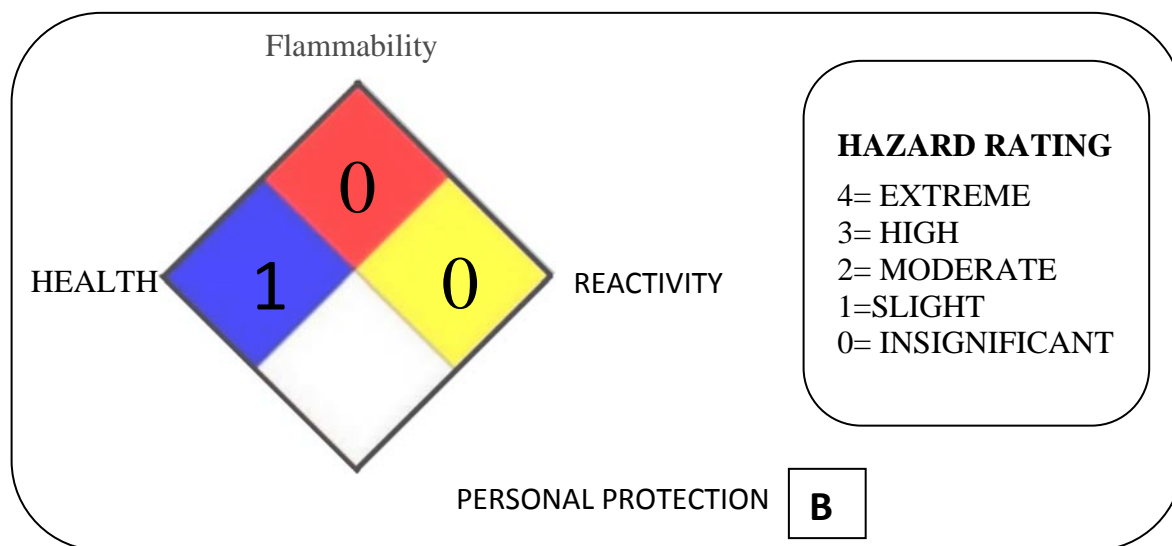 Flammability
0
HEALTH
1
0
REACTIVITY
PERSONAL PROTECTION B
HAZARD RATING
4= EXTREME
3= HIGH
2= MODERATE
1=SLIGHT
0= INSIGNIFICANT